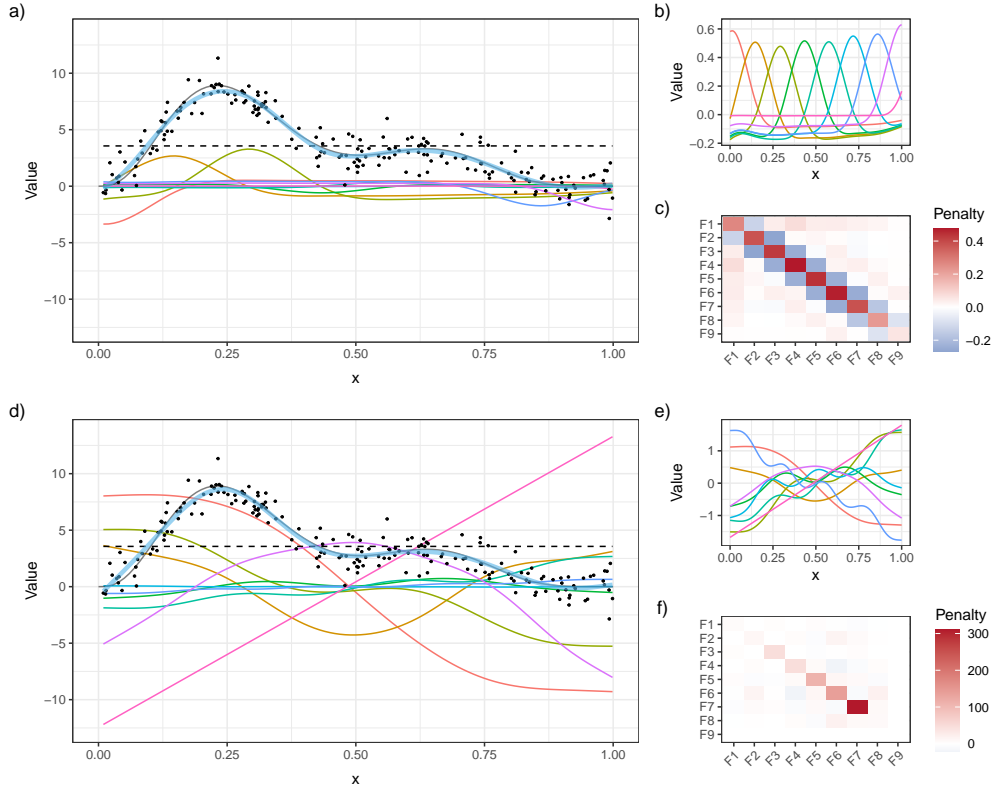 a)
10
5
0
−5
−10
Value
0.00 0.25 0.50 0.75 1.00
x
b)
0.6
0.4
0.2
0.0
−0.2
Value
0.00 0.25 0.50 0.75 1.00
x
c)
F1
F2
F3
F4
F5
F6
F7
F8
F9
F1 F2 F3 F4 F5 F6 F7 F8 F9
Penalty
0.4
0.2
0.0
−0.2
d)
10
5
0
−5
−10
Value
0.00 0.25 0.50 0.75 1.00
x
e)
1
0
−1
Value
0.00 0.25 0.50 0.75 1.00
x
f)
F1
F2
F3
F4
F5
F6
F7
F8
F9
F1 F2 F3 F4 F5 F6 F7 F8 F9
Penalty
300
200
100
0